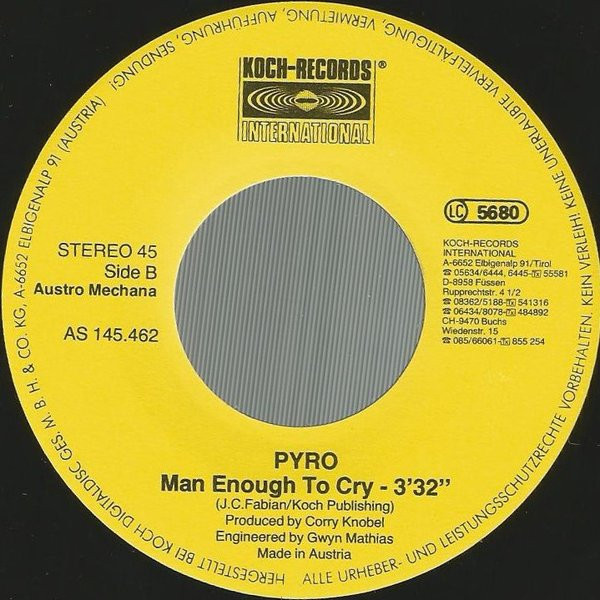 KOCH-RECORDS ®
INTERNATIONAL
STEREO 45
Side B
Austro Mechana
AS 145.462
LC 5680
KOCH-RECORDS
INTERNATIONAL
A-6652 Elbigenalp 91/Tirol
☎ 05634/6444, 6445-Tx 55581
D-8958 Füssen
Rupprechtstr. 4 1/2
☎ 08362/5188-Tx 541316
☎ 06434/8078-Tx 484892
CH-9470 Buchs
Wiedenstr. 15
☎ 085/66061-Tx 855 254
PYRO
Man Enough To Cry - 3'32"
(J.C.Fabian/Koch Publishing)
Produced by Corry Knobel
Engineered by Gwyn Mathias
Made in Austria
HERGESTELLT BEI KOCH DIGITALDISC GES. M. B. H. & CO. KG, A-6652 ELBIGENALP 91 (AUSTRIA)
ALLE URHEBER- UND LEISTUNGSSCHUTZRECHTE VORBEHALTEN. KEIN VERLEIH! KEINE UNERLAUBTE VERVIELFÄLTIGUNG, VERMIETUNG, AUFFÜHRUNG, SENDUNG!